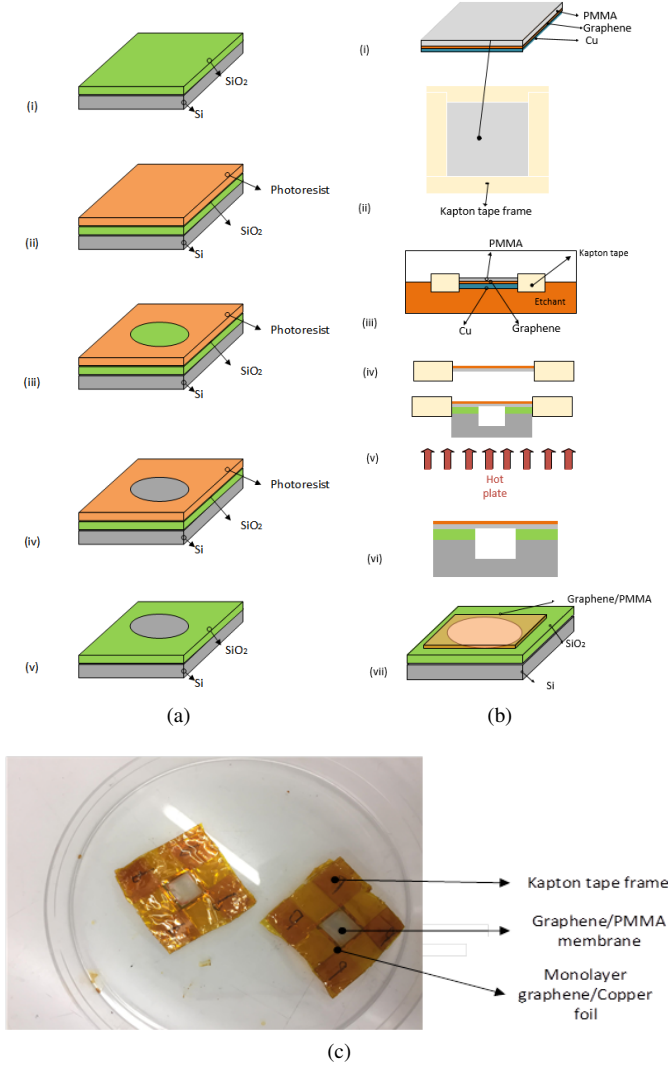 (i)
SiO₂
Si
(ii)
Photoresist
SiO₂
Si
(iii)
Photoresist
SiO₂
Si
(iv)
Photoresist
SiO₂
Si
(v)
SiO₂
Si
(a)
(i)
PMMA
Graphene
Cu
(ii)
Kapton tape frame
(iii)
PMMA
Kapton tape
Etchant
Cu
Graphene
(iv)
(v)
Hot
plate
(vi)
Graphene/PMMA
SiO₂
(vii)
Si
(b)
Kapton tape frame
Graphene/PMMA
membrane
Monolayer
graphene/Copper
foil
(c)